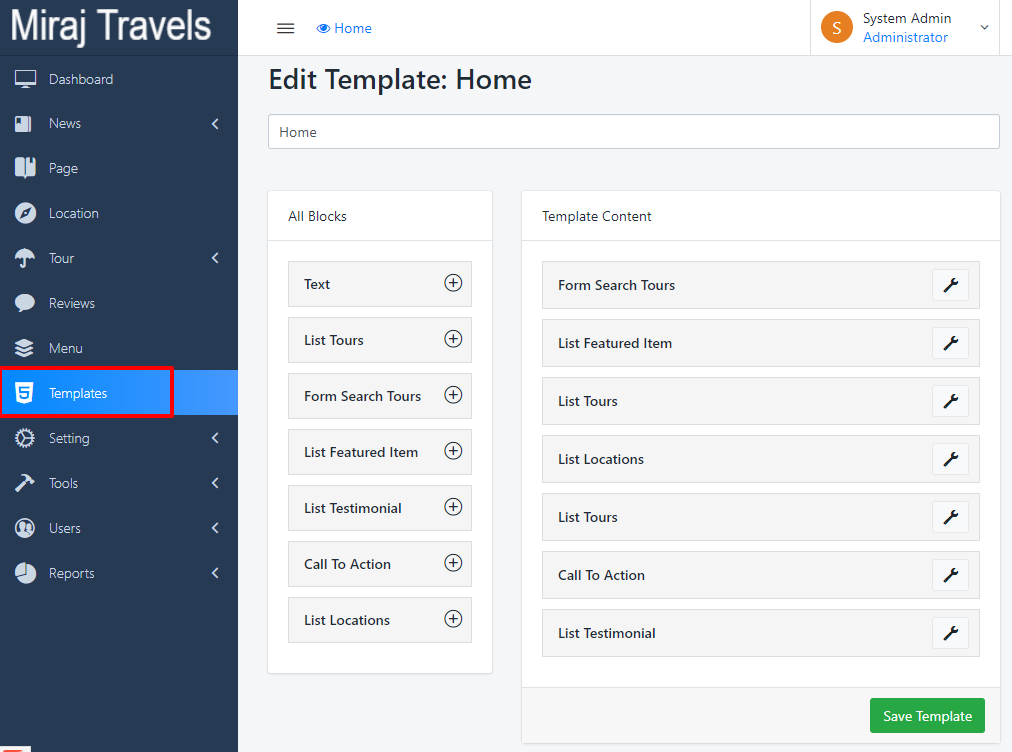 Miraj Travels
Dashboard
News
Page
Location
Tour
Reviews
Menu
Templates
Setting
Tools
Users
Reports
Home
S
System Admin
Administrator
Edit Template: Home
Home
All Blocks
Text
List Tours
Form Search Tours
List Featured Item
List Testimonial
Call To Action
List Locations
Template Content
Form Search Tours
List Featured Item
List Tours
List Locations
List Tours
Call To Action
List Testimonial
Save Template